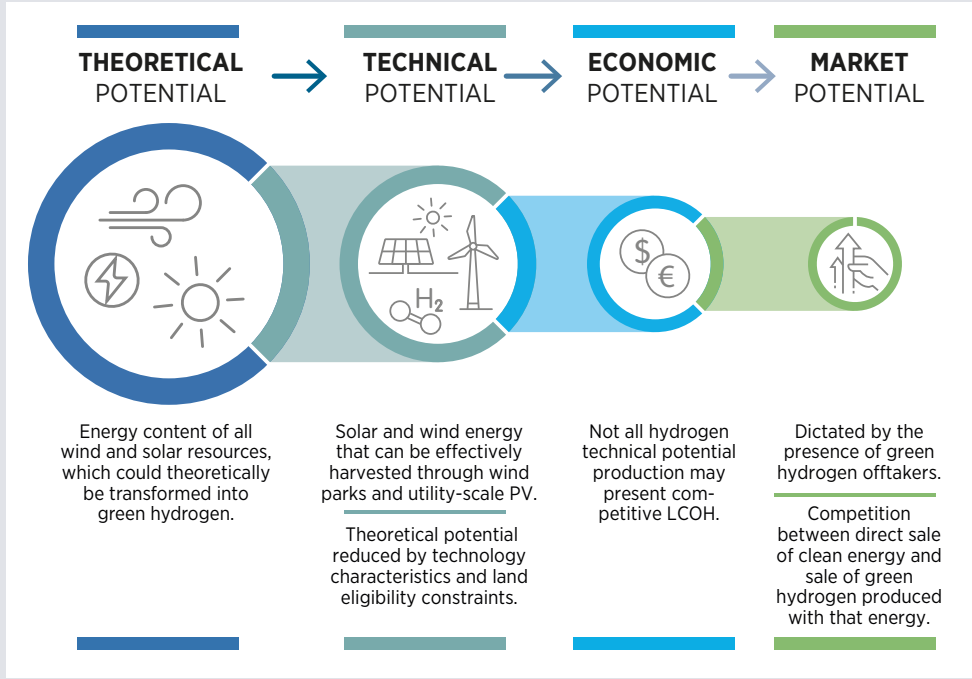 THEORETICAL
POTENTIAL
TECHNICAL
POTENTIAL
ECONOMIC
POTENTIAL
MARKET
POTENTIAL
H₂
$
€
Energy content of all
wind and solar resources,
which could theoretically
be transformed into
green hydrogen.
Solar and wind energy
that can be effectively
harvested through wind
parks and utility-scale PV.
Theoretical potential
reduced by technology
characteristics and land
eligibility constraints.
Not all hydrogen
technical potential
production may
present com-
petitive LCOH.
Dictated by the
presence of green
hydrogen offtakers.
Competition
between direct sale
of clean energy and
sale of green
hydrogen produced
with that energy.